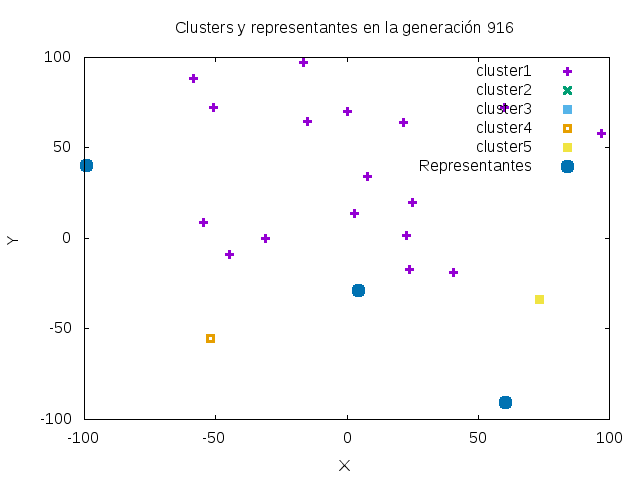 Clusters y representantes en la generación 916
100
50
0
-50
-100
-100
-50
0
50
100
Y
X
cluster1
cluster2
cluster3
cluster4
cluster5
Representantes